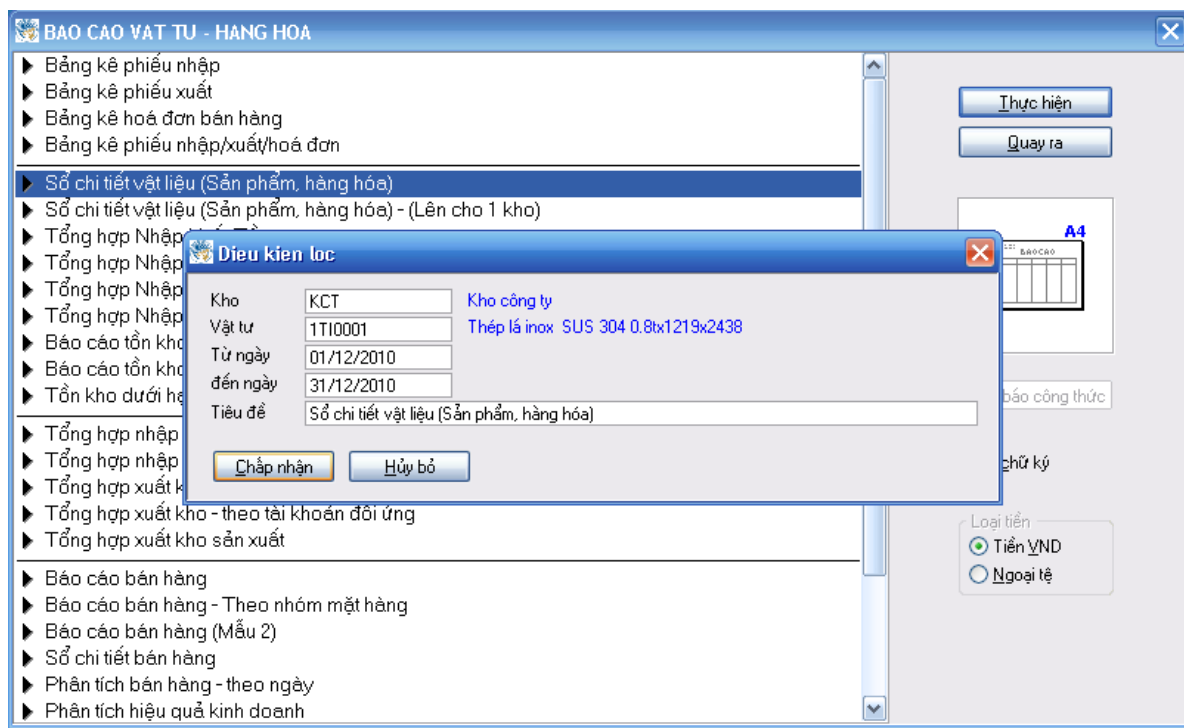 BAO CAO VAT TU - HANG HOA
Bảng kê phiếu nhập
Bảng kê phiếu xuất
Bảng kê hoá đơn bán hàng
Bảng kê phiếu nhập/xuất/hoá đơn
Sổ chi tiết vật liệu (Sản phẩm, hàng hóa)
Sổ chi tiết vật liệu (Sản phẩm, hàng hóa) - (Lên cho 1 kho)
Tổng hợp Nhập
Tổng hợp Nhập
Tổng hợp Nhập
Tổng hợp Nhập
Báo cáo tồn kho
Báo cáo tồn kho
Tồn kho dưới
Tổng hợp nhập
Tổng hợp nhập
Tổng hợp xuất
Tổng hợp xuất kho - theo tài khoản đối ứng
Tổng hợp xuất kho sản xuất
Báo cáo bán hàng
Báo cáo bán hàng - Theo nhóm mặt hàng
Báo cáo bán hàng (Mẫu 2)
Sổ chi tiết bán hàng
Phân tích bán hàng - theo ngày
Phân tích hiệu quả kinh doanh
Dieu kien loc
Kho KCT Kho công ty
Vật tư 1TI0001 Thép lá inox SUS 304 0.8tx1219x2438
Từ ngày 01/12/2010
đến ngày 31/12/2010
Tiêu đề Sổ chi tiết vật liệu (Sản phẩm, hàng hóa)
Chấp nhận Hủy bỏ
Thực hiện
Quay ra
A4
BAOCAO
báo công thức
chữ ký
Loại tiền
Tiền VND
Ngoại tệ